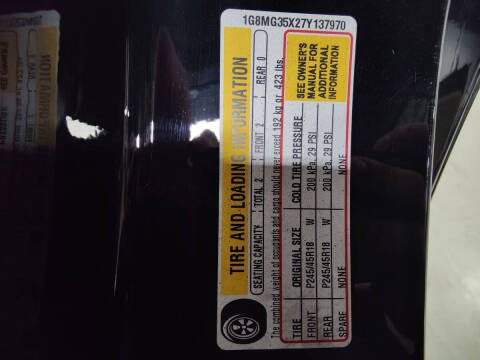 1G8MG35X27Y137970
TIRE AND LOADING INFORMATION
SEATING CAPACITY TOTAL 2 FRONT 2 REAR 0
The combined weight of occupants and cargo should never exceed 192 kg or 423 lbs.
TIRE ORIGINAL SIZE COLD TIRE PRESSURE
FRONT P245/45R18 W 200 kPa, 29 PSI
REAR P245/45R18 W 200 kPa, 29 PSI
SPARE NONE NONE
SEE OWNER'S
MANUAL FOR
ADDITIONAL
INFORMATION